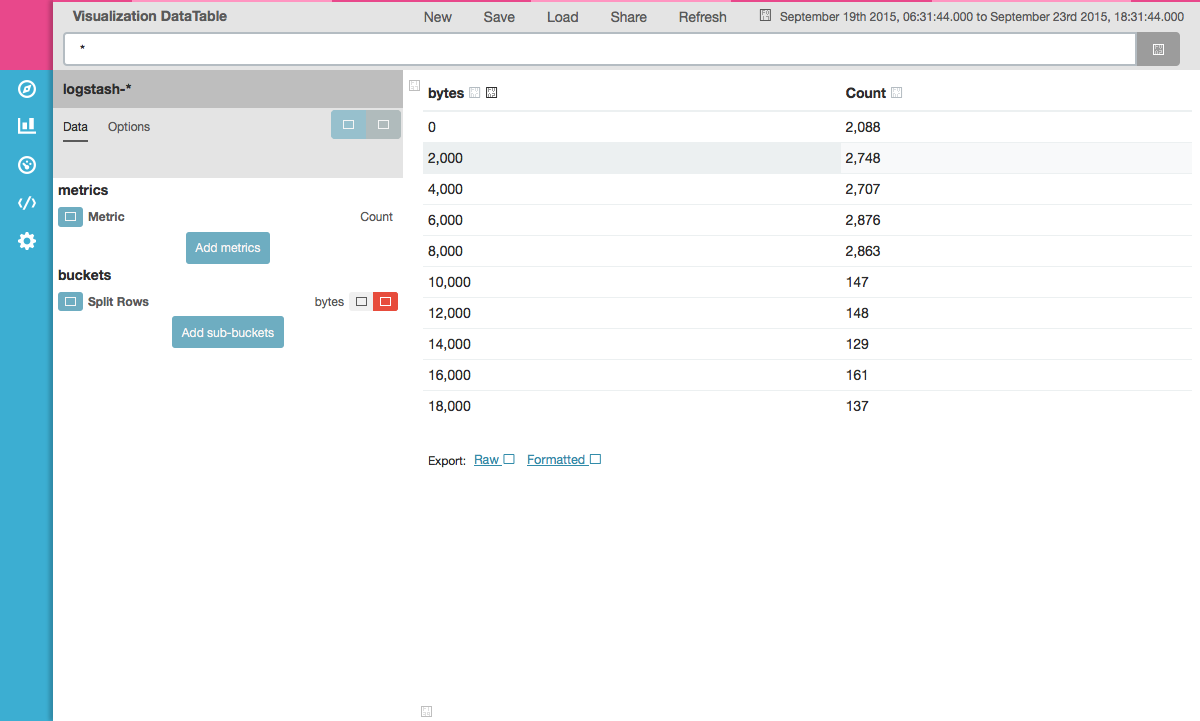 Visualization DataTable New Save Load Share Refresh September 19th 2015, 06:31:44.000 to September 23rd 2015, 18:31:44.000
*
logstash-*
Data Options
metrics
Metric Count
Add metrics
buckets
Split Rows bytes
Add sub-buckets
bytes Count
0 2,088
2,000 2,748
4,000 2,707
6,000 2,876
8,000 2,863
10,000 147
12,000 148
14,000 129
16,000 161
18,000 137
Export: Raw Formatted